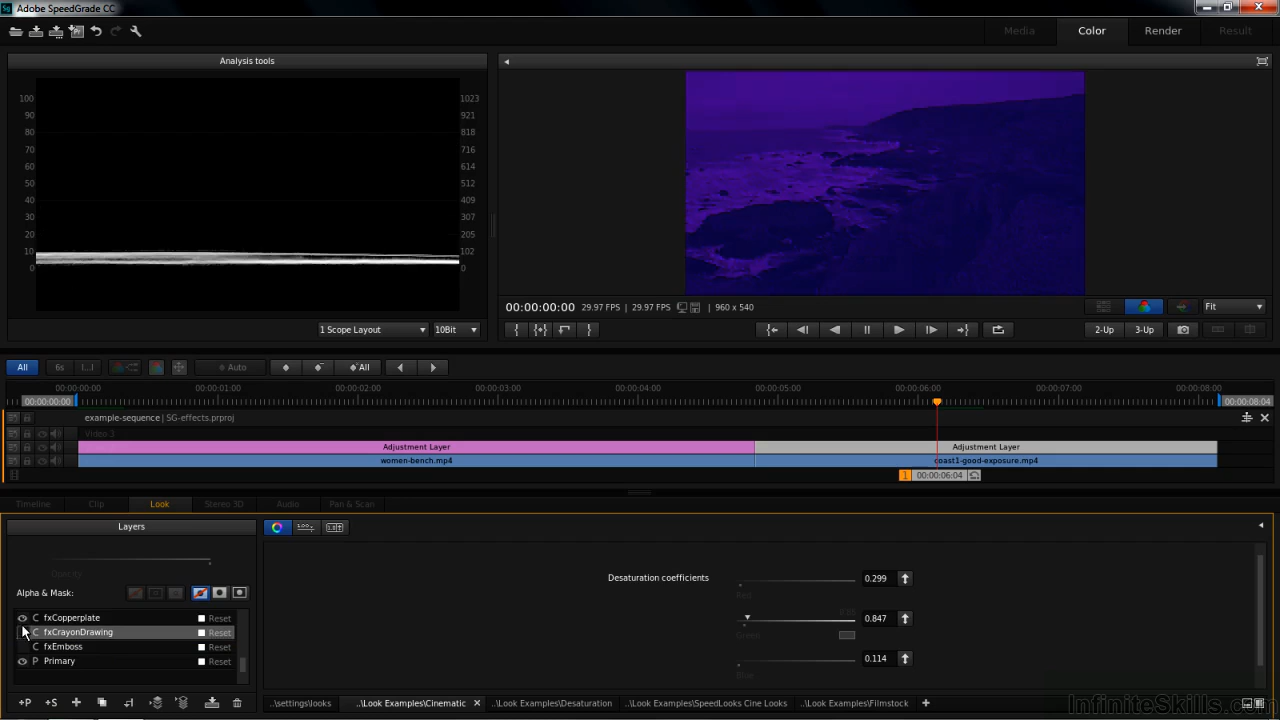 Sg Adobe SpeedGrade CC
Media Color Render Result
Analysis tools
100 1023
90 921
80 818
70 716
60 614
50 512
40 409
30 307
20 205
10 102
0 0
00:00:00:00 29.97 FPS | 29.97 FPS | 960 x 540 Fit
1 Scope Layout 10Bit 2-Up 3-Up
All 6s [...] Auto All
00:00:00:00 00:00:01:00 00:00:02:00 00:00:03:00 00:00:04:00 00:00:05:00 00:00:06:00 00:00:07:00 00:00:08:00
00:00:00:00 00:00:08:04
example-sequence | SG-effects.prproj
Adjustment Layer Adjustment Layer
women-bench.mp4 coast1-good-exposure.mp4
1 00:00:06:04
Timeline Clip Look Stereo 3D Audio Pan & Scan
Layers
Opacity
Alpha & Mask:
C fxCopperplate Reset
C fxCrayonDrawing Reset
C fxEmboss Reset
P Primary Reset
Desaturation coefficients 0.299
Red
0.847
Green
0.114
Blue
+P +S
..\settings\looks ..\Look Examples\Cinematic ..\Look Examples\Desaturation ..\Look Examples\SpeedLooks Cine Looks ..\Look Examples\Filmstock
InfiniteSkills.com